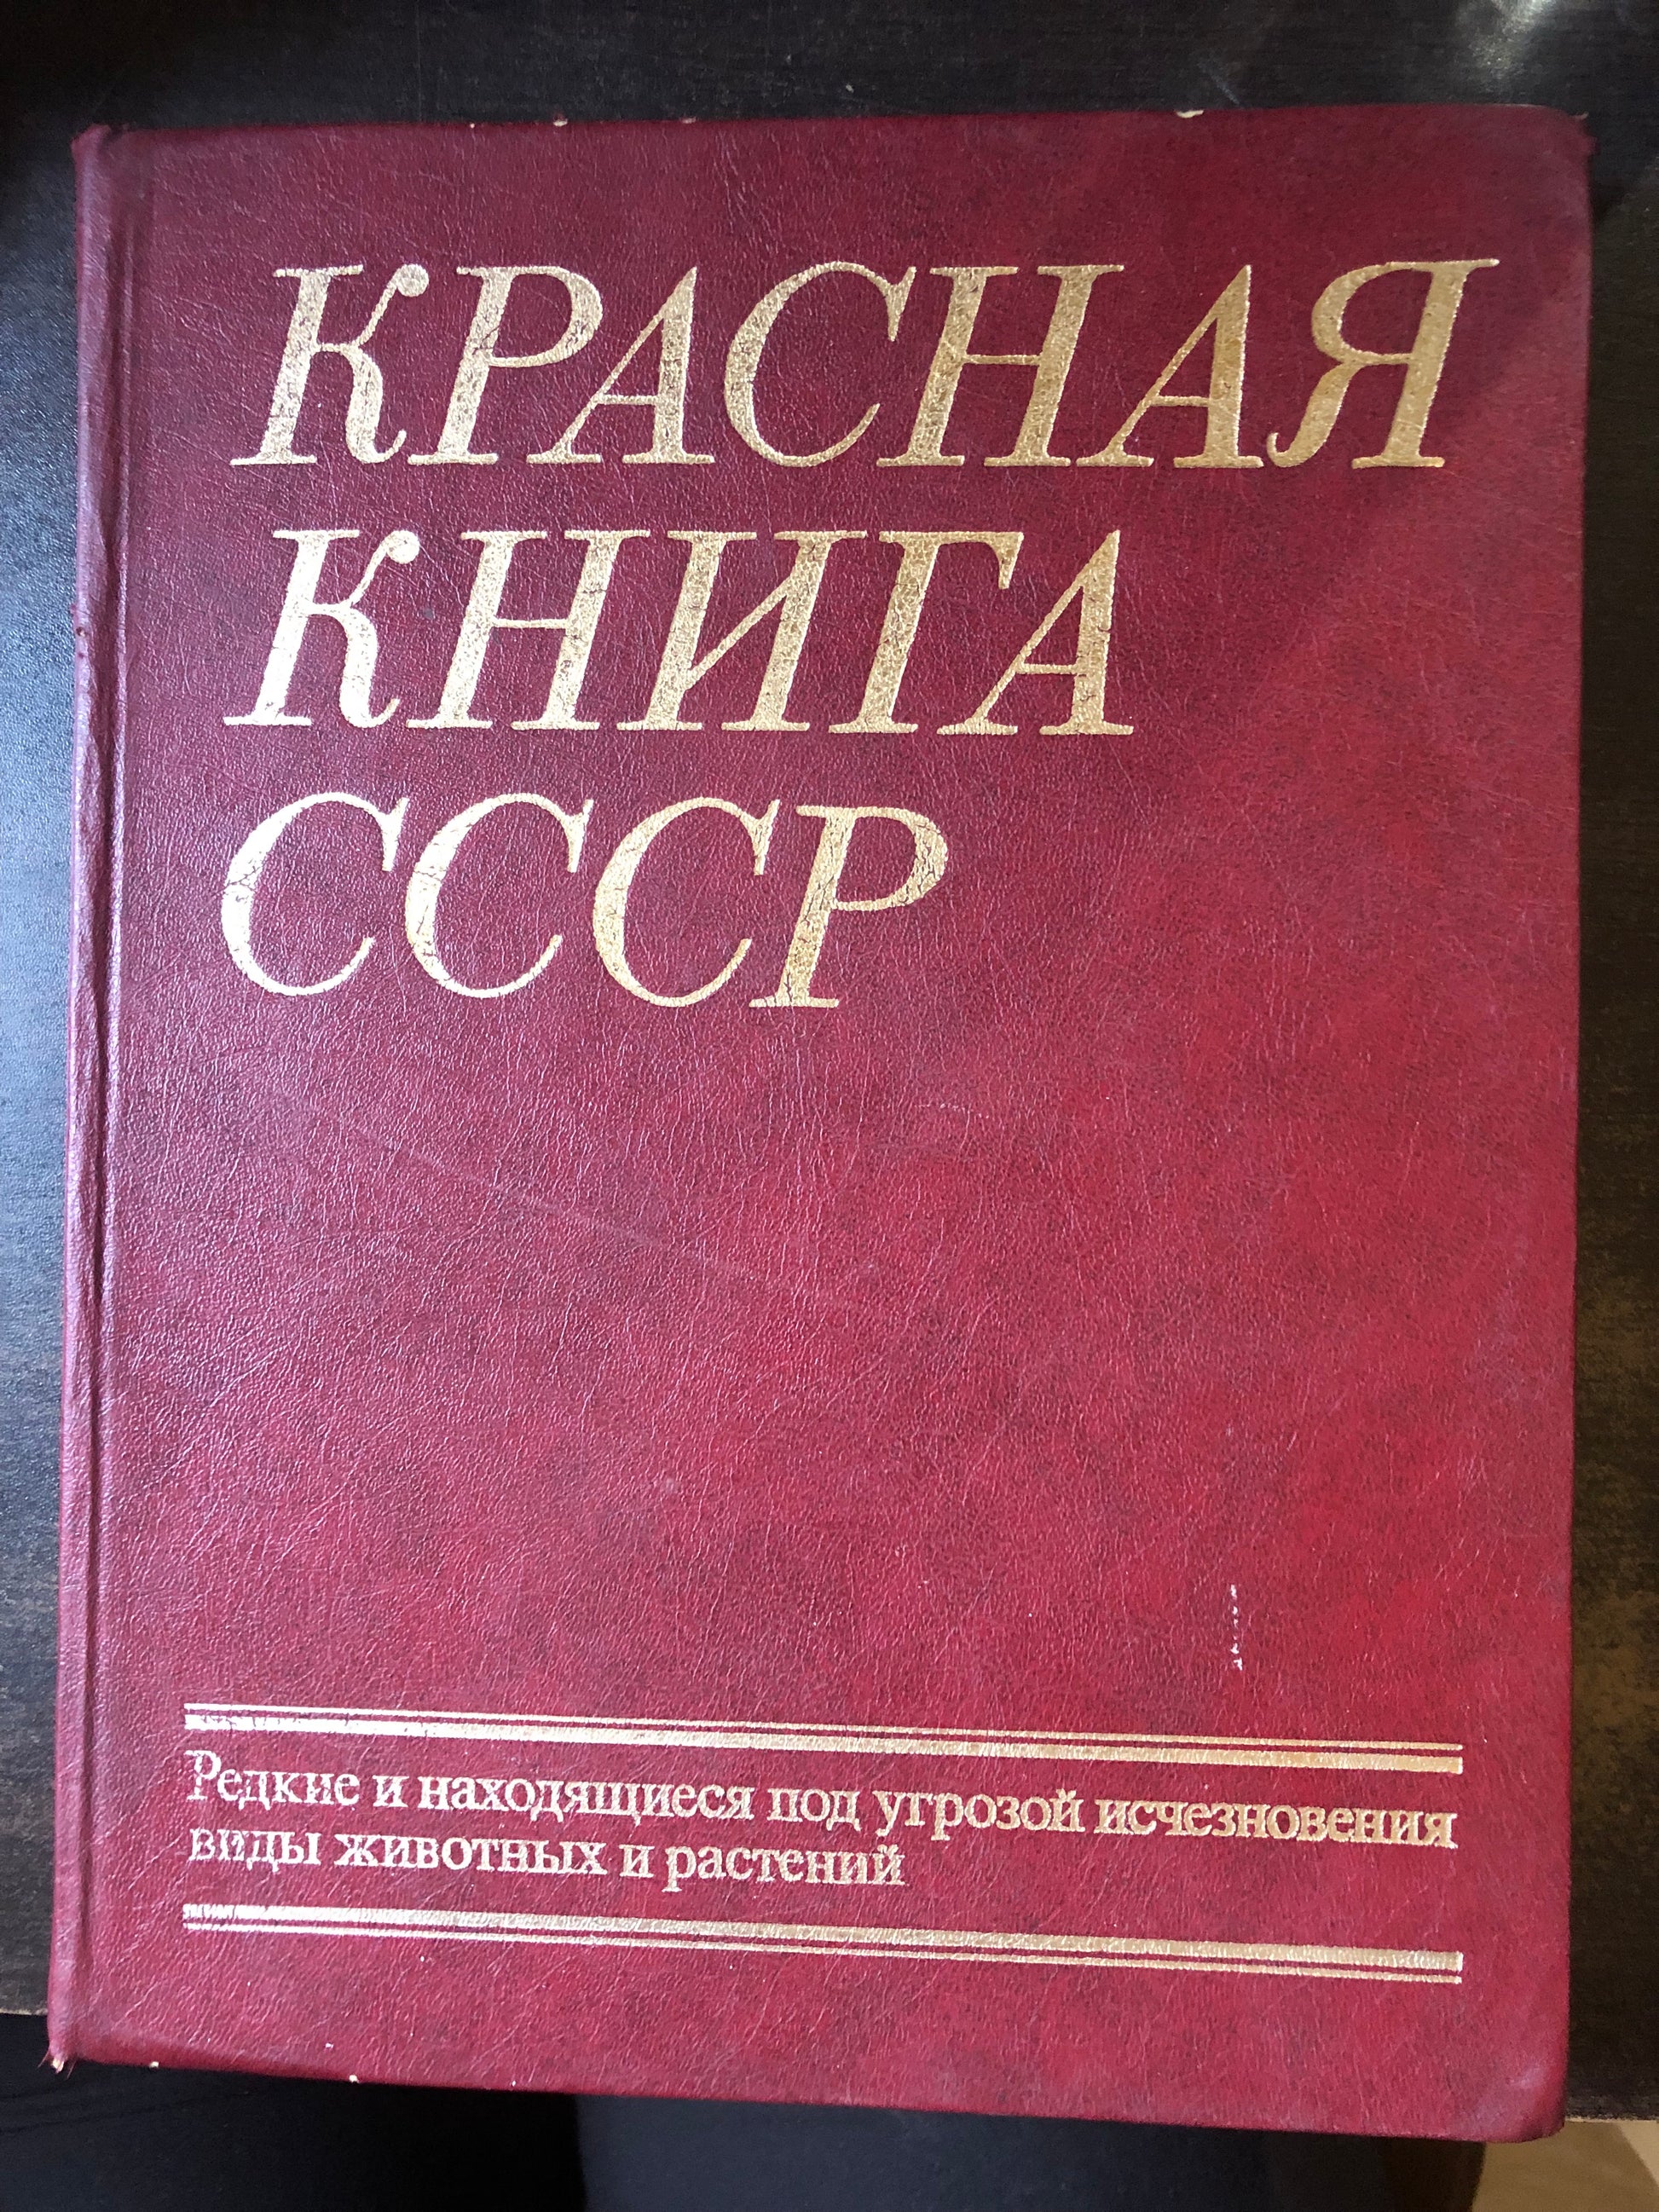 КРАСНАЯ
КНИГА
СССР
Редкие и находящиеся под угрозой исчезновения
виды животных и растений